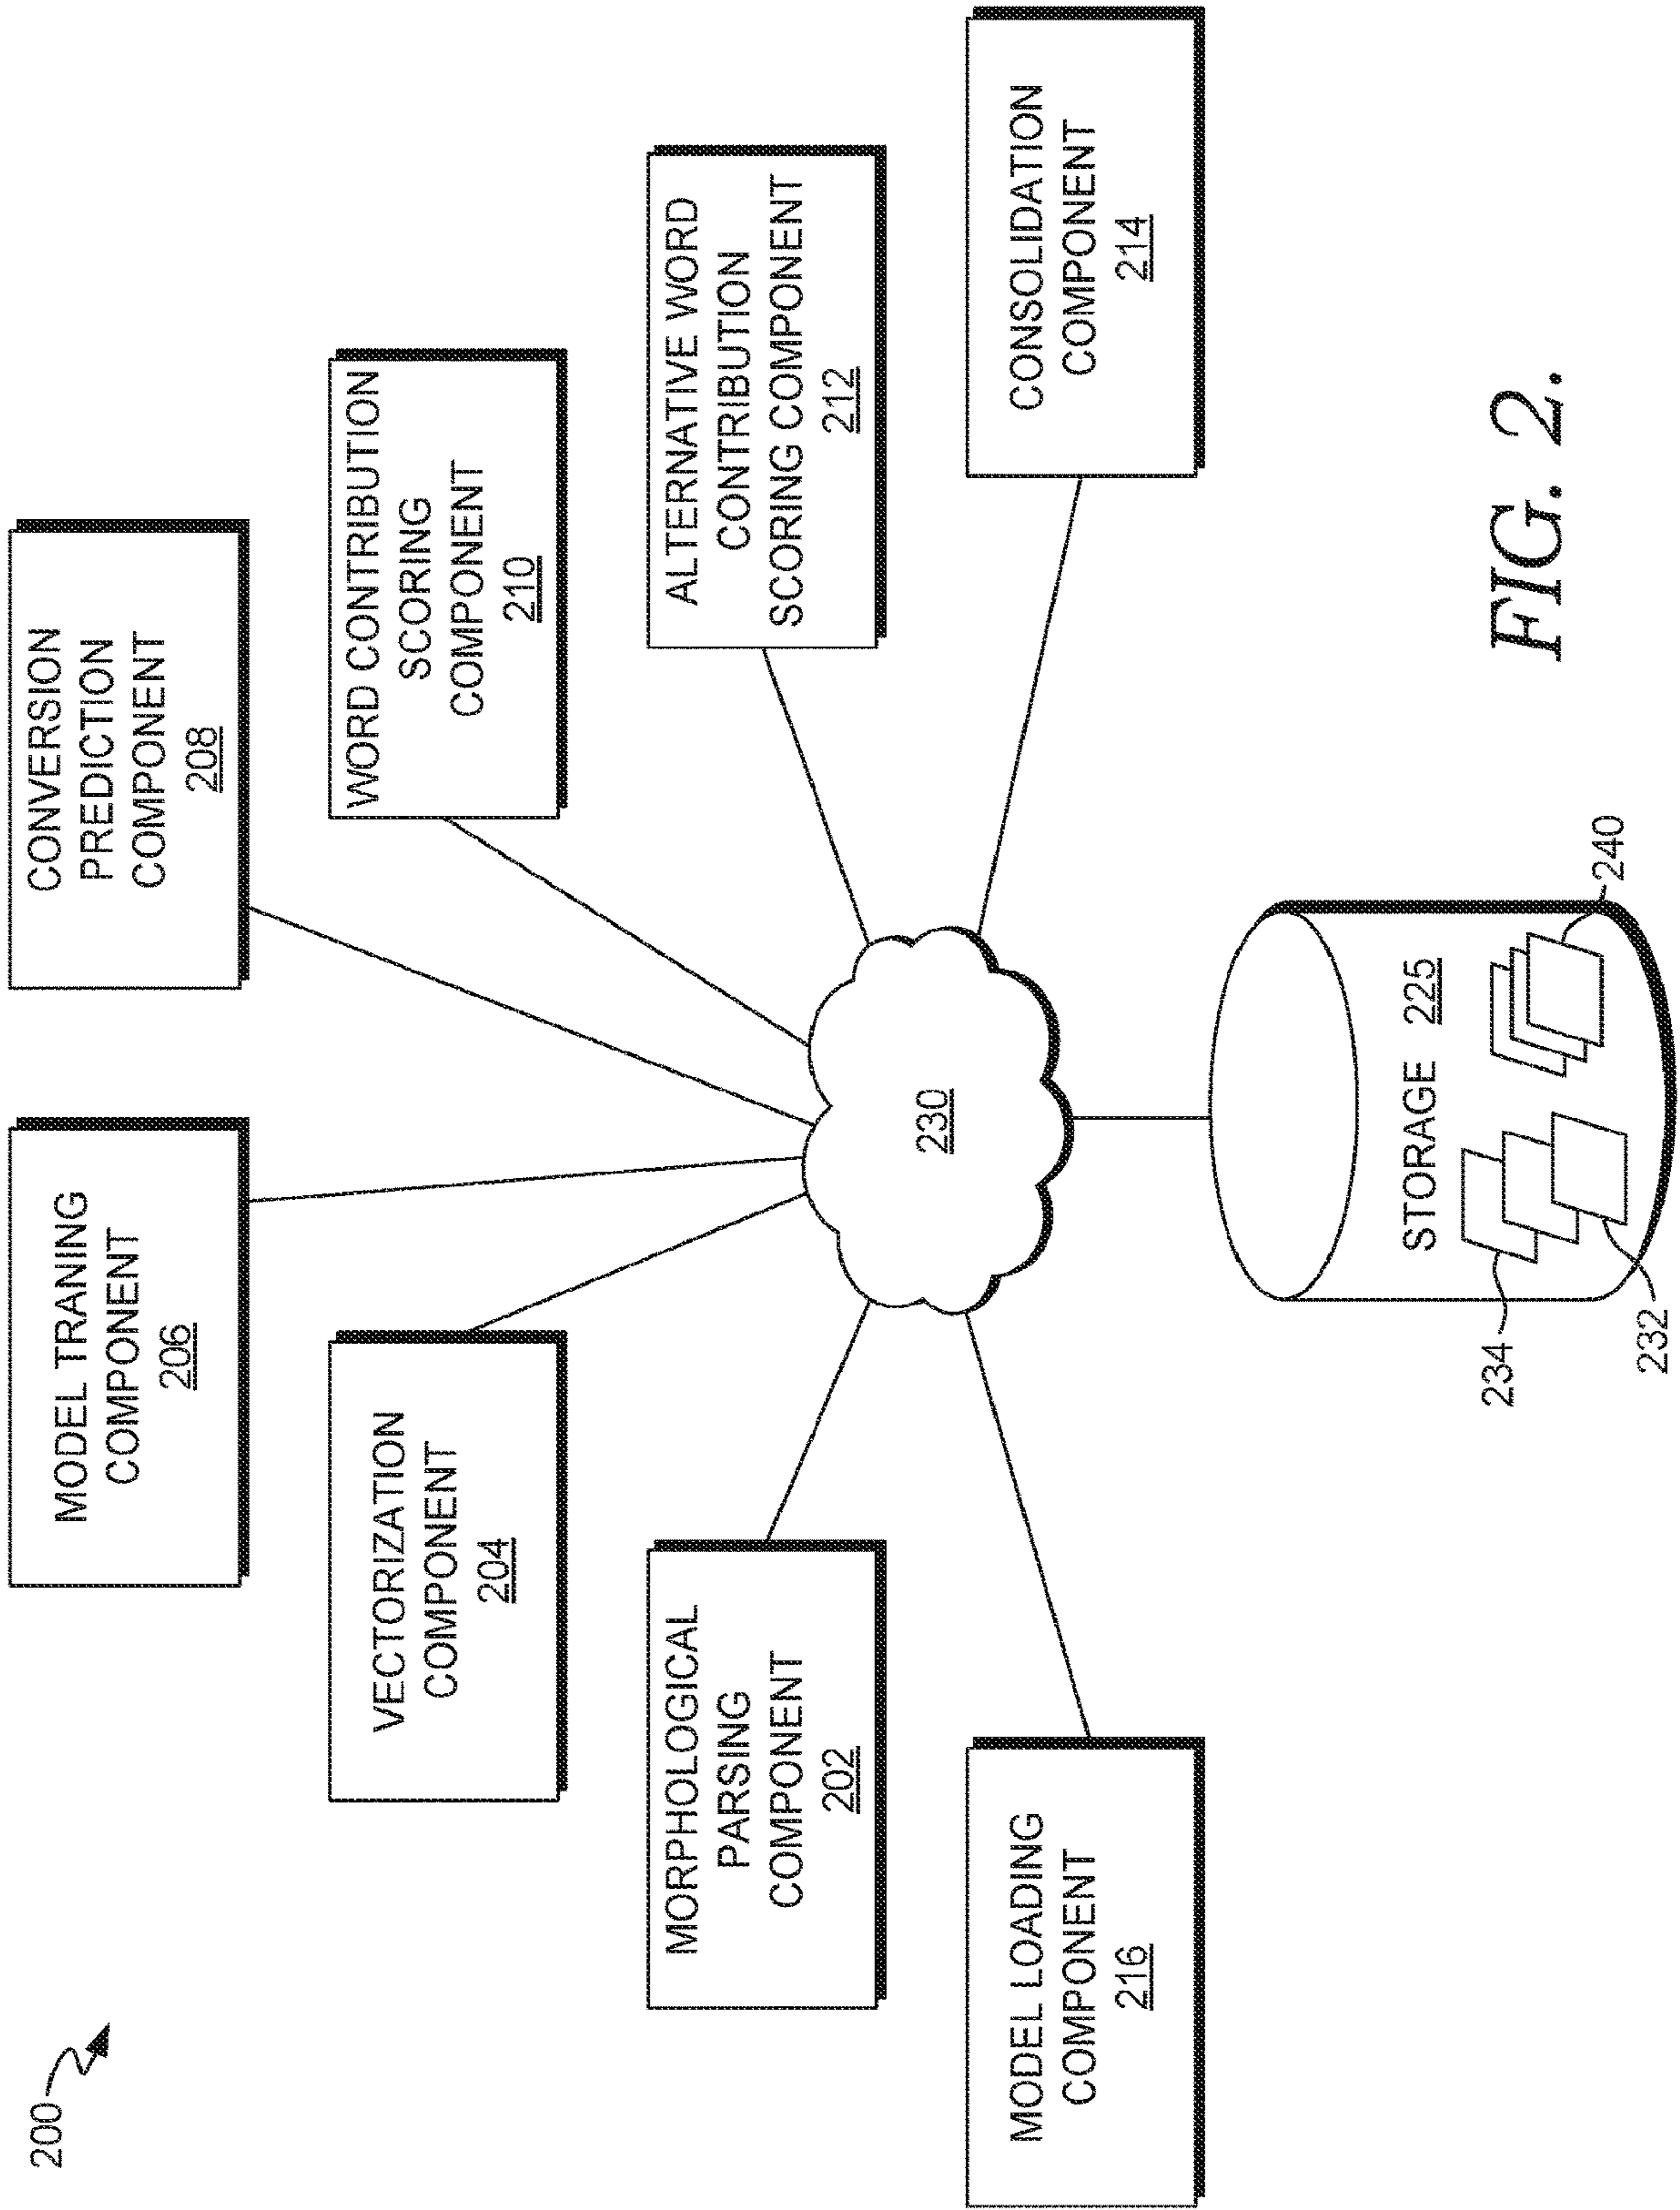 200
MODEL TRAINING
COMPONENT
206
CONVERSION
PREDICTION
COMPONENT
208
VECTORIZATION
COMPONENT
204
WORD CONTRIBUTION
SCORING
COMPONENT
210
MORPHOLOGICAL
PARSING
COMPONENT
202
ALTERNATIVE WORD
CONTRIBUTION
SCORING COMPONENT
212
MODEL LOADING
COMPONENT
216
230
CONSOLIDATION
COMPONENT
214
STORAGE 225
234
232
240
FIG. 2.